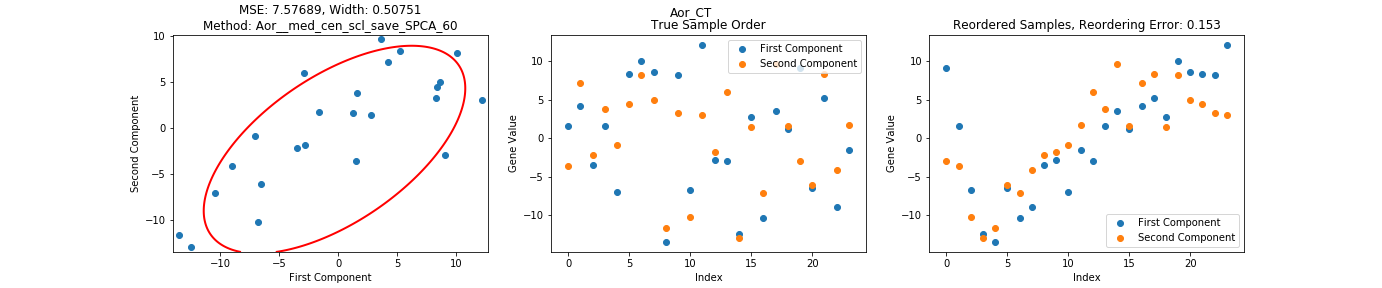 Aor_CT
MSE: 7.57689, Width: 0.50751
Method: Aor__med_cen_scl_save_SPCA_60
10
5
0
−5
−10
Second Component
−10
−5
0
5
10
First Component
True Sample Order
First Component
Second Component
10
5
0
−5
−10
Gene Value
0
5
10
15
20
Index
Reordered Samples, Reordering Error: 0.153
10
5
0
−5
−10
Gene Value
First Component
Second Component
0
5
10
15
20
Index